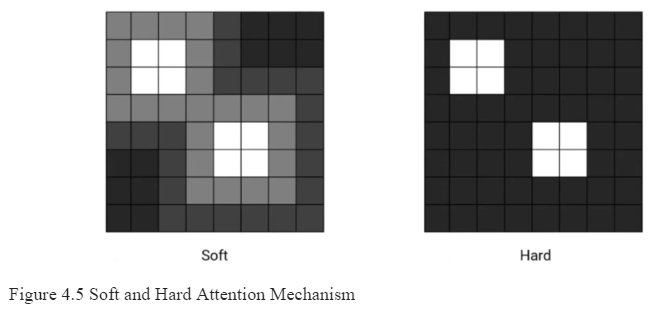 Soft
Hard
Figure 4.5 Soft and Hard Attention Mechanism